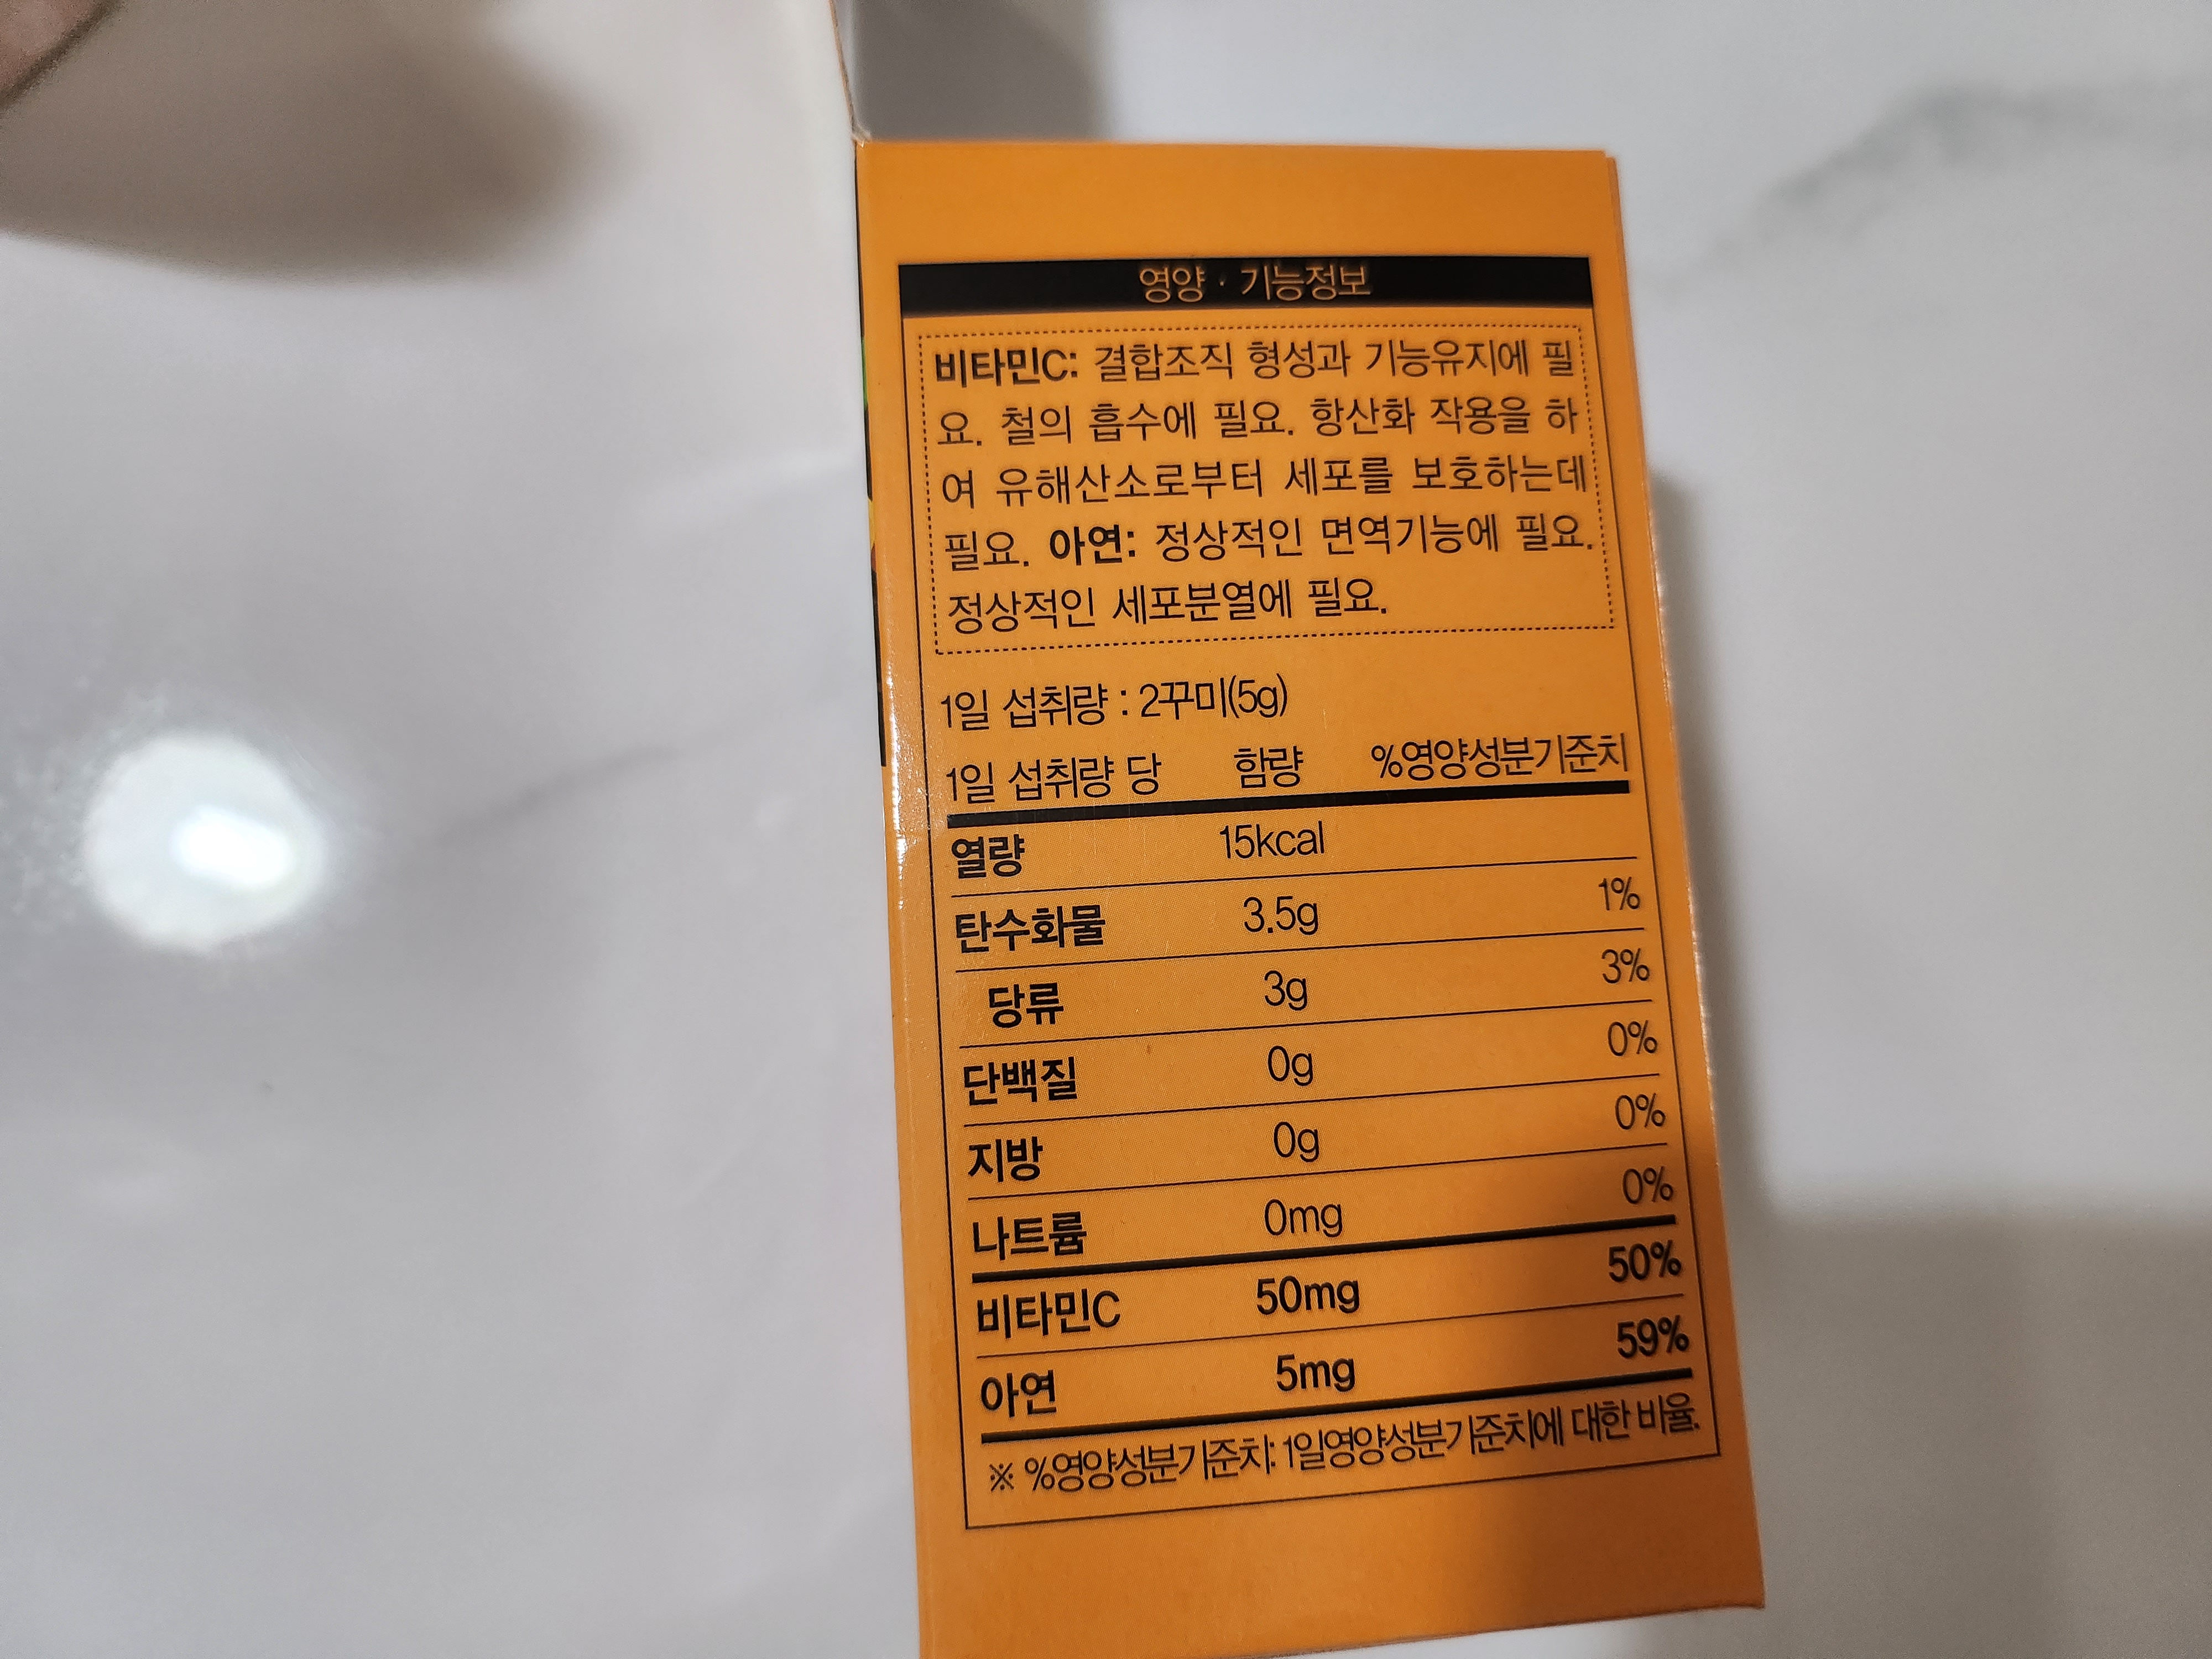 영양 · 기능정보
비타민C: 결합조직 형성과 기능유지에 필
요. 철의 흡수에 필요. 항산화 작용을 하
여 유해산소로부터 세포를 보호하는데
필요. 아연: 정상적인 면역기능에 필요.
정상적인 세포분열에 필요.
1일 섭취량 : 2꾸미(5g)
1일 섭취량 당 함량 %영양성분기준치
열량 15kcal
탄수화물 3.5g 1%
당류 3g 3%
단백질 0g 0%
지방 0g 0%
나트륨 0mg 0%
비타민C 50mg 50%
아연 5mg 59%
※ %영양성분기준치: 1일영양성분기준치에 대한 비율.